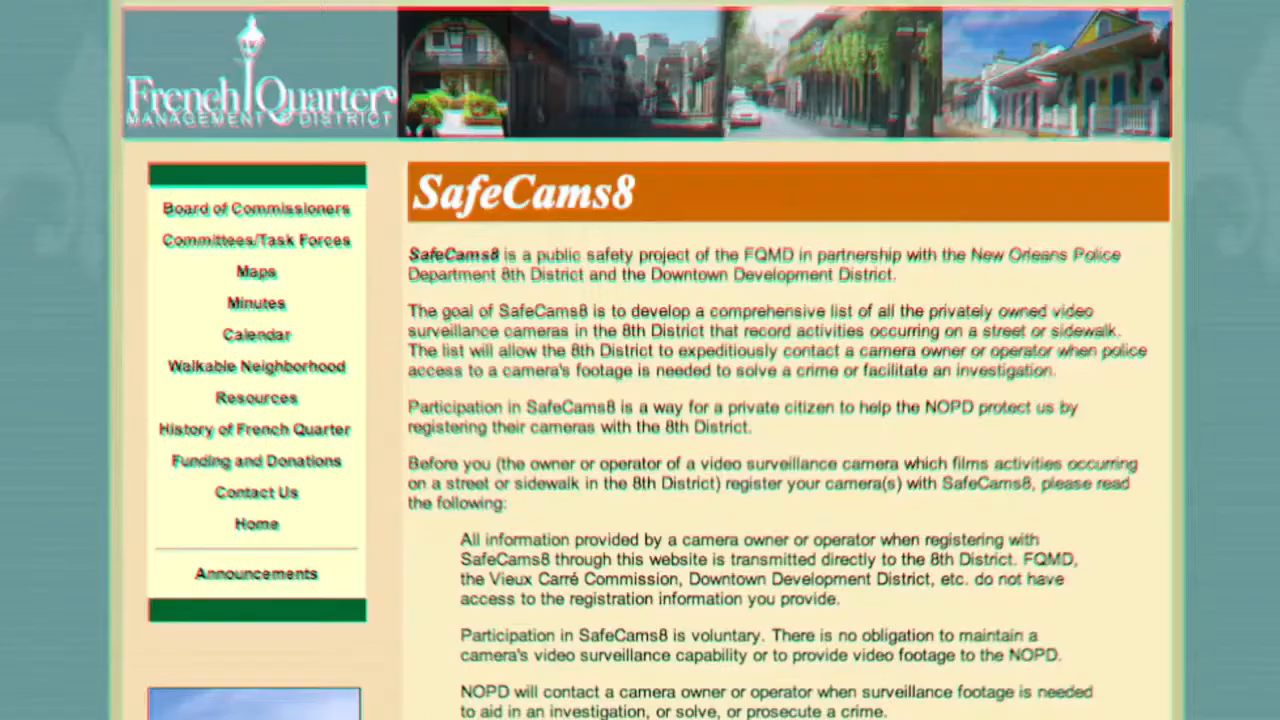 French Quarter
MANAGEMENT DISTRICT
Board of Commissioners
Committees/Task Forces
Maps
Minutes
Calendar
Walkable Neighborhood
Resources
History of French Quarter
Funding and Donations
Contact Us
Home
Announcements
SafeCams8
SafeCams8 is a public safety project of the FQMD in partnership with the New Orleans Police
Department 8th District and the Downtown Development District.
The goal of SafeCams8 is to develop a comprehensive list of all the privately owned video
surveillance cameras in the 8th District that record activities occurring on a street or sidewalk.
The list will allow the 8th District to expeditiously contact a camera owner or operator when police
access to a camera's footage is needed to solve a crime or facilitate an investigation.
Participation in SafeCams8 is a way for a private citizen to help the NOPD protect us by
registering their cameras with the 8th District.
Before you (the owner or operator of a video surveillance camera which films activities occurring
on a street or sidewalk in the 8th District) register your camera(s) with SafeCams8, please read
the following:
All information provided by a camera owner or operator when registering with
SafeCams8 through this website is transmitted directly to the 8th District. FQMD,
the Vieux Carré Commission, Downtown Development District, etc. do not have
access to the registration information you provide.
Participation in SafeCams8 is voluntary. There is no obligation to maintain a
camera's video surveillance capability or to provide video footage to the NOPD.
NOPD will contact a camera owner or operator when surveillance footage is needed
to aid in an investigation, or solve, or prosecute a crime.